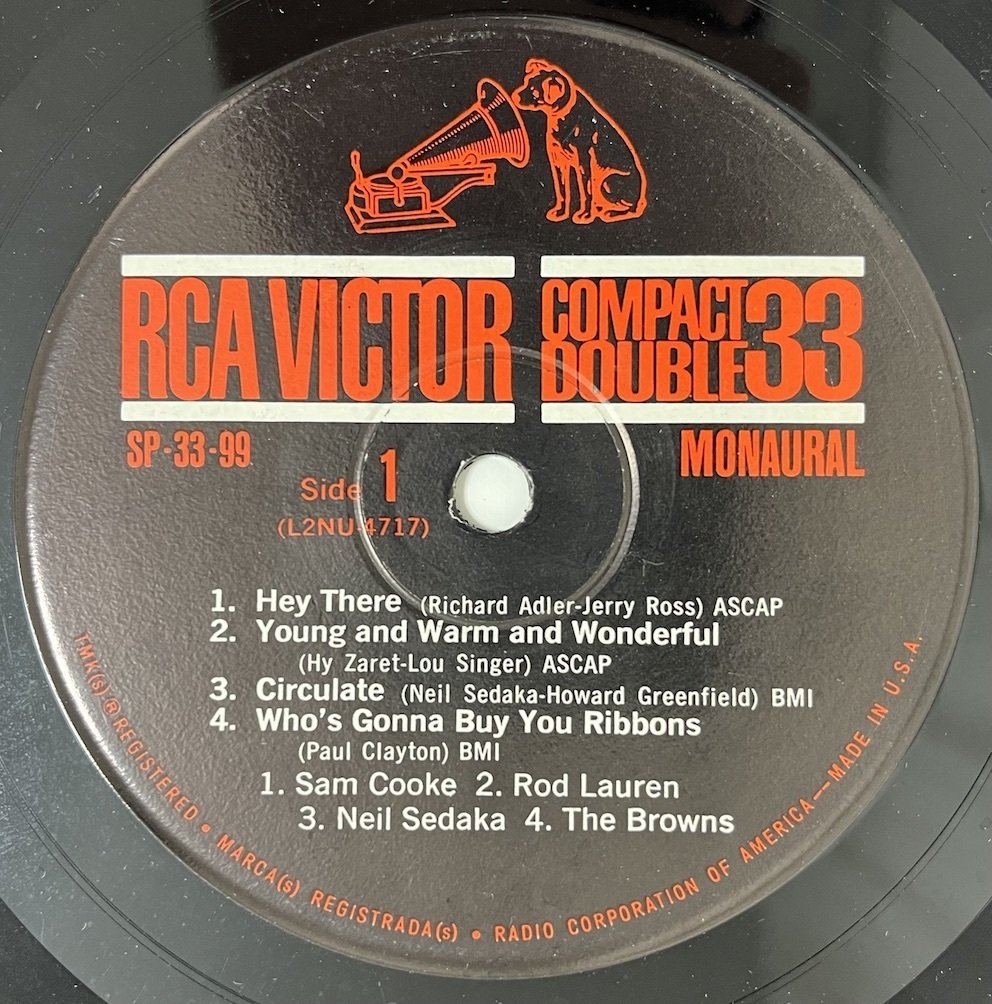 RCA VICTOR COMPACT DOUBLE 33
SP-33-99 MONAURAL
Side 1
(L2NU-4717)
1. Hey There (Richard Adler-Jerry Ross) ASCAP
2. Young and Warm and Wonderful
(Hy Zaret-Lou Singer) ASCAP
3. Circulate (Neil Sedaka-Howard Greenfield) BMI
4. Who's Gonna Buy You Ribbons
(Paul Clayton) BMI
1. Sam Cooke 2. Rod Lauren
3. Neil Sedaka 4. The Browns
TMK(s)®REGISTERED • MARCA(s) REGISTRADA(s) • RADIO CORPORATION OF AMERICA—MADE IN U.S.A.